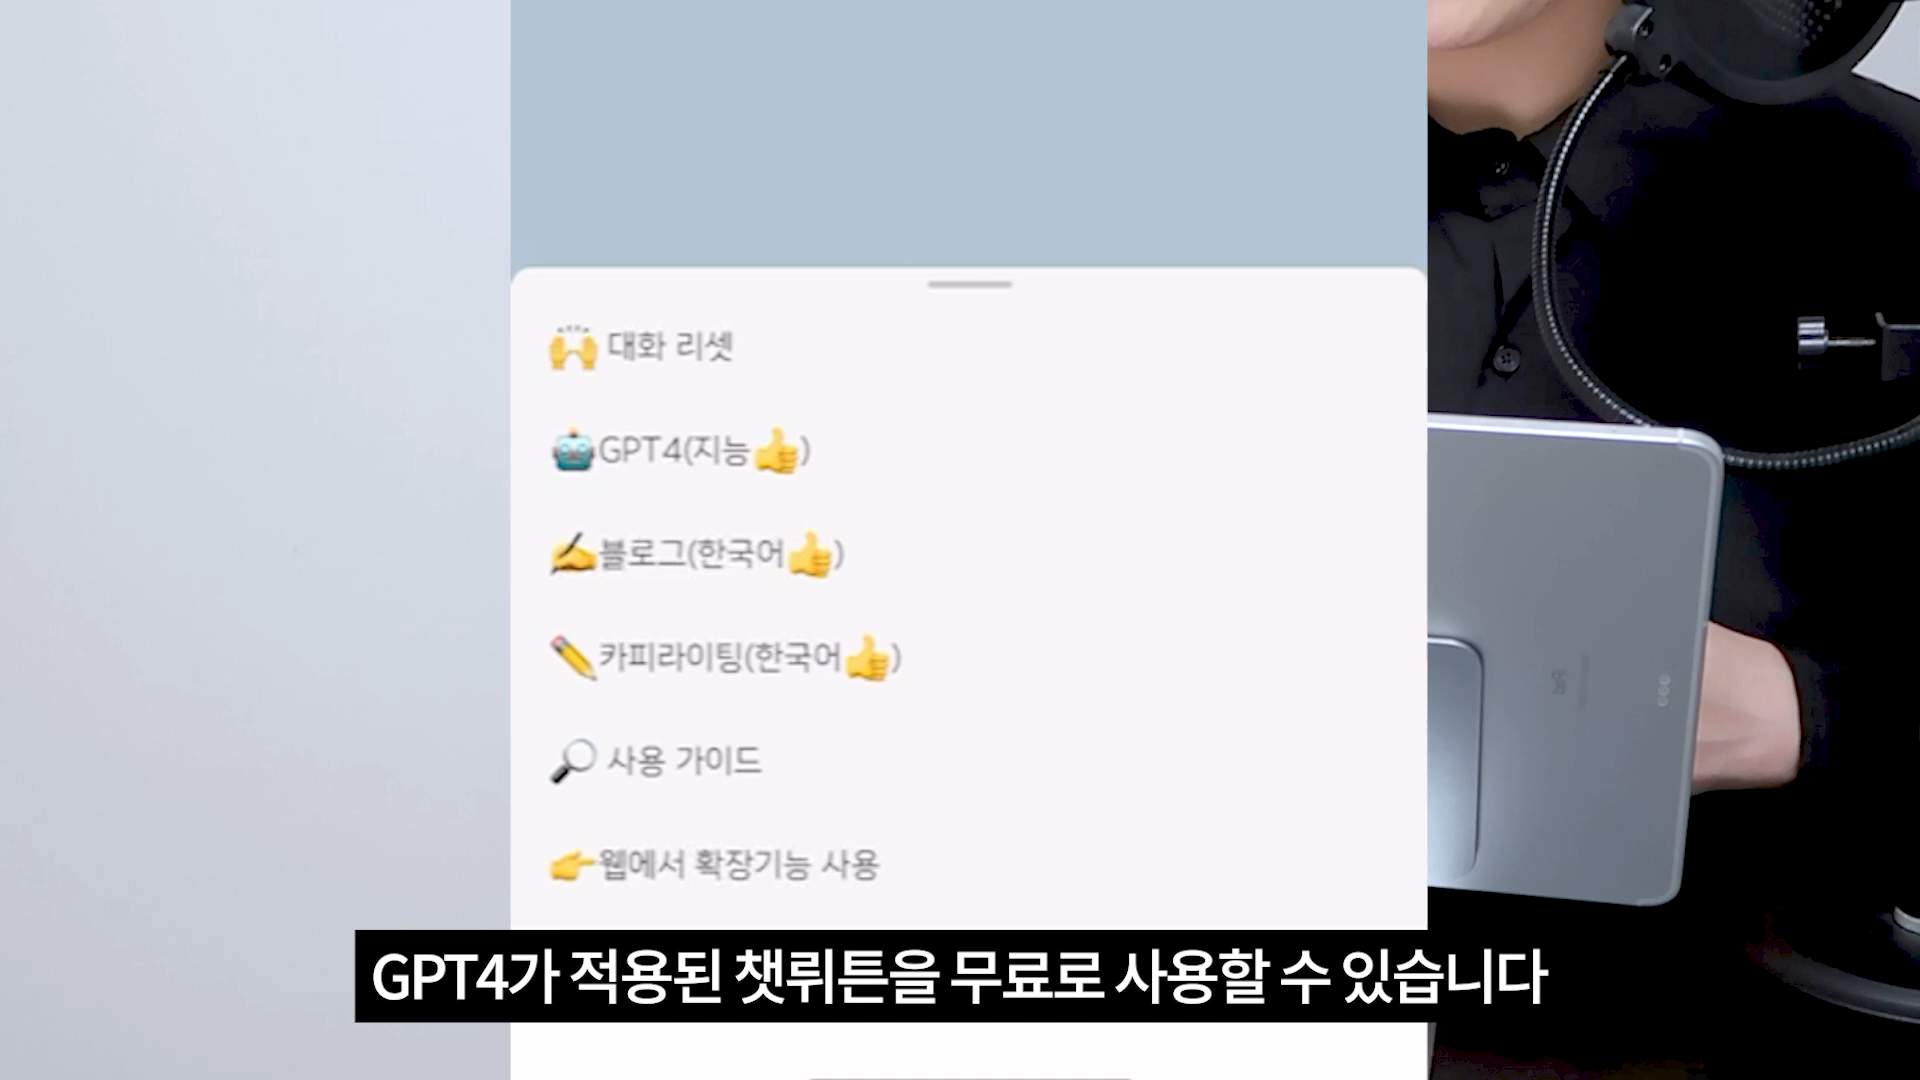 🙌 대화 리셋
🤖GPT4(지능👍)
✍️블로그(한국어👍)
✏️카피라이팅(한국어👍)
🔎 사용 가이드
👉웹에서 확장기능 사용
GPT4가 적용된 챗뤼튼을 무료로 사용할 수 있습니다